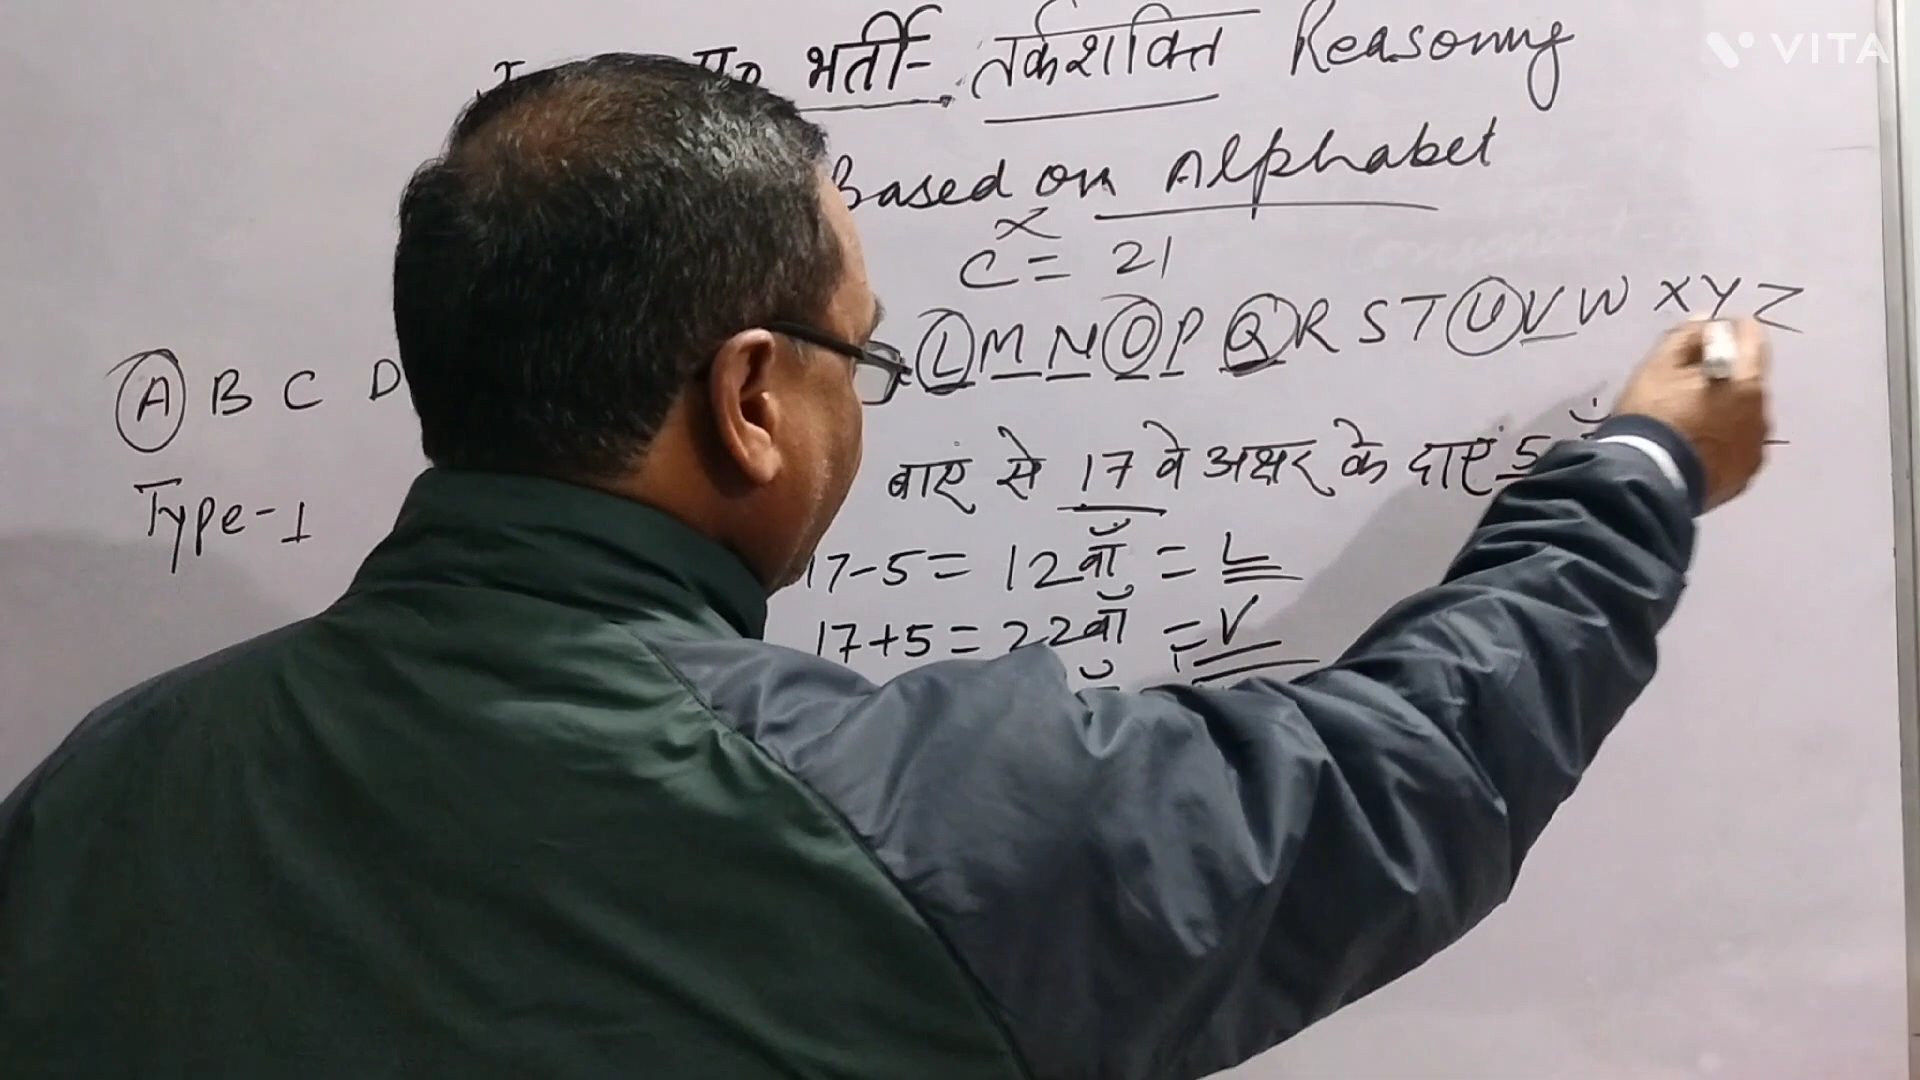 भर्ती- तर्कशक्ति Reasoning
VITA
Based on Alphabet
C = 21
A B C D L M N O P Q R S T U V W X Y Z
Type-1
बाएं से 17 वे अक्षर के दाएं 5
17-5= 12वाँ = L
17+5=22वाँ = V